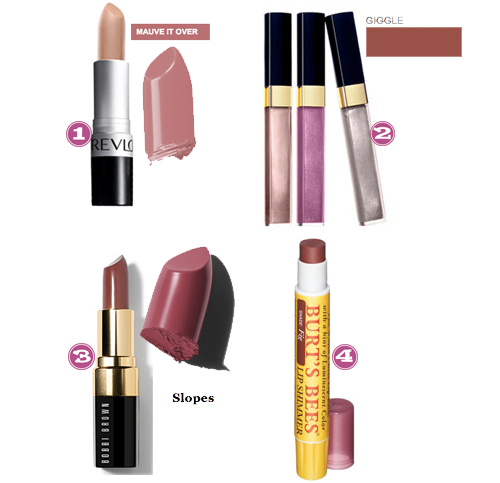 MAUVE IT OVER
1
REVLO
GIGGLE
2
3
BOBBI BROWN
Slopes
4
with a hint of Luminescent Color
SHADE Fig
BURT'S BEES
LIP SHIMMER